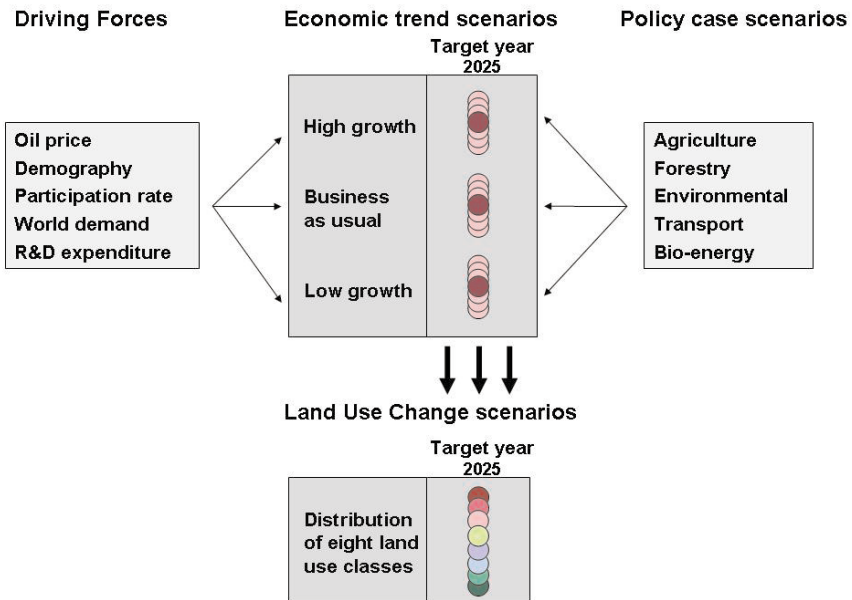 Driving Forces
Economic trend scenarios
Policy case scenarios
Target year
2025
Oil price
Demography
Participation rate
World demand
R&D expenditure
High growth
Business
as usual
Low growth
Agriculture
Forestry
Environmental
Transport
Bio-energy
Land Use Change scenarios
Target year
2025
Distribution
of eight land
use classes